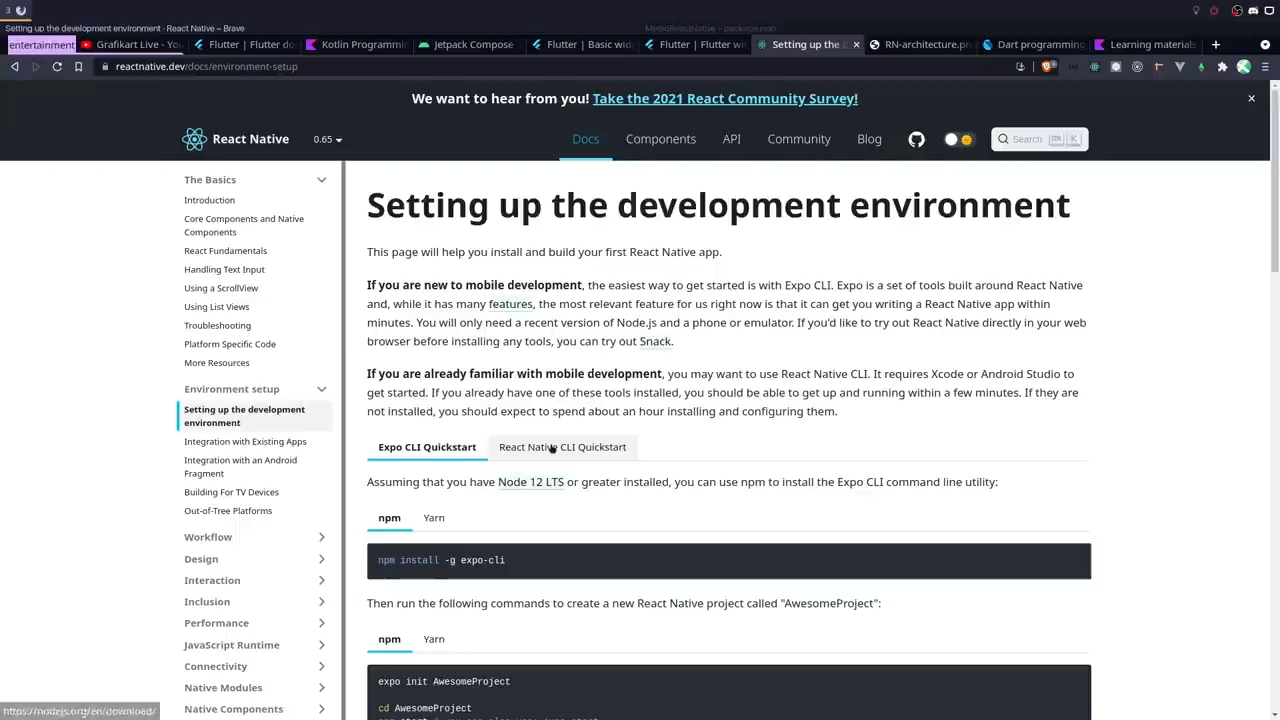 3
Setting up the development environment · React Native – Brave
MeteoReactNative – package.json
entertainment
Grafikart Live - You
Flutter | Flutter do
Kotlin Programmi
Jetpack Compose
Flutter | Basic wid
Flutter | Flutter wi
Setting up the
RN-architecture.pn
Dart programming
Learning materials
reactnative.dev/docs/environment-setup
We want to hear from you! Take the 2021 React Community Survey!
React Native
0.65
Docs
Components
API
Community
Blog
Search
K
The Basics
Introduction
Core Components and Native
Components
React Fundamentals
Handling Text Input
Using a ScrollView
Using List Views
Troubleshooting
Platform Specific Code
More Resources
Environment setup
Setting up the development
environment
Integration with Existing Apps
Integration with an Android
Fragment
Building For TV Devices
Out-of-Tree Platforms
Workflow
Design
Interaction
Inclusion
Performance
JavaScript Runtime
Connectivity
Native Modules
Native Components
https://nodejs.org/en/download/
Setting up the development environment
This page will help you install and build your first React Native app.
If you are new to mobile development, the easiest way to get started is with Expo CLI. Expo is a set of tools built around React Native
and, while it has many features, the most relevant feature for us right now is that it can get you writing a React Native app within
minutes. You will only need a recent version of Node.js and a phone or emulator. If you'd like to try out React Native directly in your web
browser before installing any tools, you can try out Snack.
If you are already familiar with mobile development, you may want to use React Native CLI. It requires Xcode or Android Studio to
get started. If you already have one of these tools installed, you should be able to get up and running within a few minutes. If they are
not installed, you should expect to spend about an hour installing and configuring them.
Expo CLI Quickstart
React Native CLI Quickstart
Assuming that you have Node 12 LTS or greater installed, you can use npm to install the Expo CLI command line utility:
npm
Yarn
npm install -g expo-cli
Then run the following commands to create a new React Native project called "AwesomeProject":
npm
Yarn
expo init AwesomeProject
cd AwesomeProject